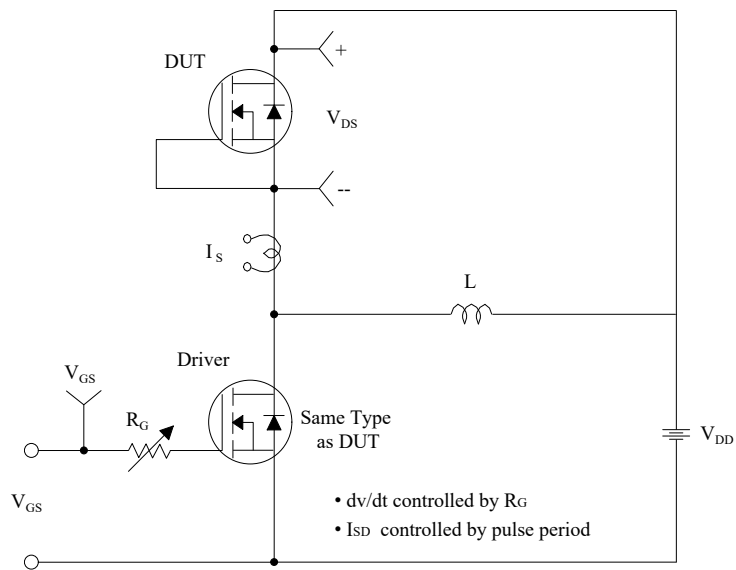 DUT
+
VDS
--
IS
L
Driver
VGS
RG
Same Type
as DUT
VDD
VGS
• dv/dt controlled by RG
• ISD controlled by pulse period